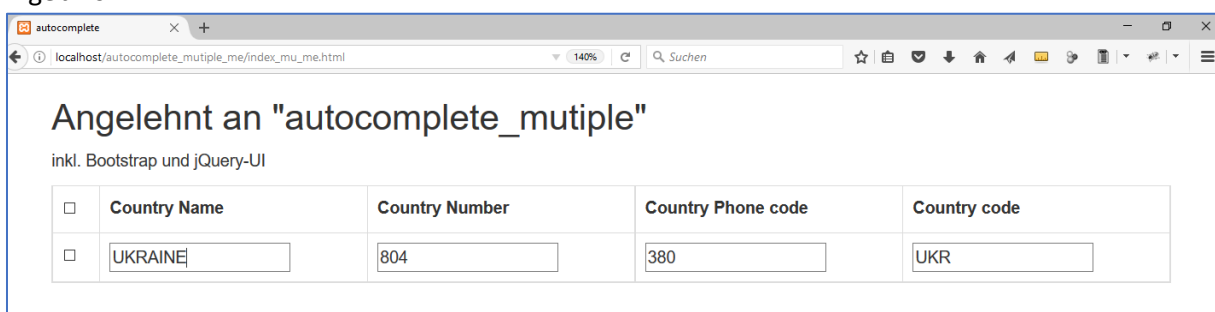 autocomplete
localhost/autocomplete_mutiple_me/index_mu_me.html 140% Suchen
Angelehnt an "autocomplete_mutiple"
inkl. Bootstrap und jQuery-UI
Country Name Country Number Country Phone code Country code
UKRAINE 804 380 UKR